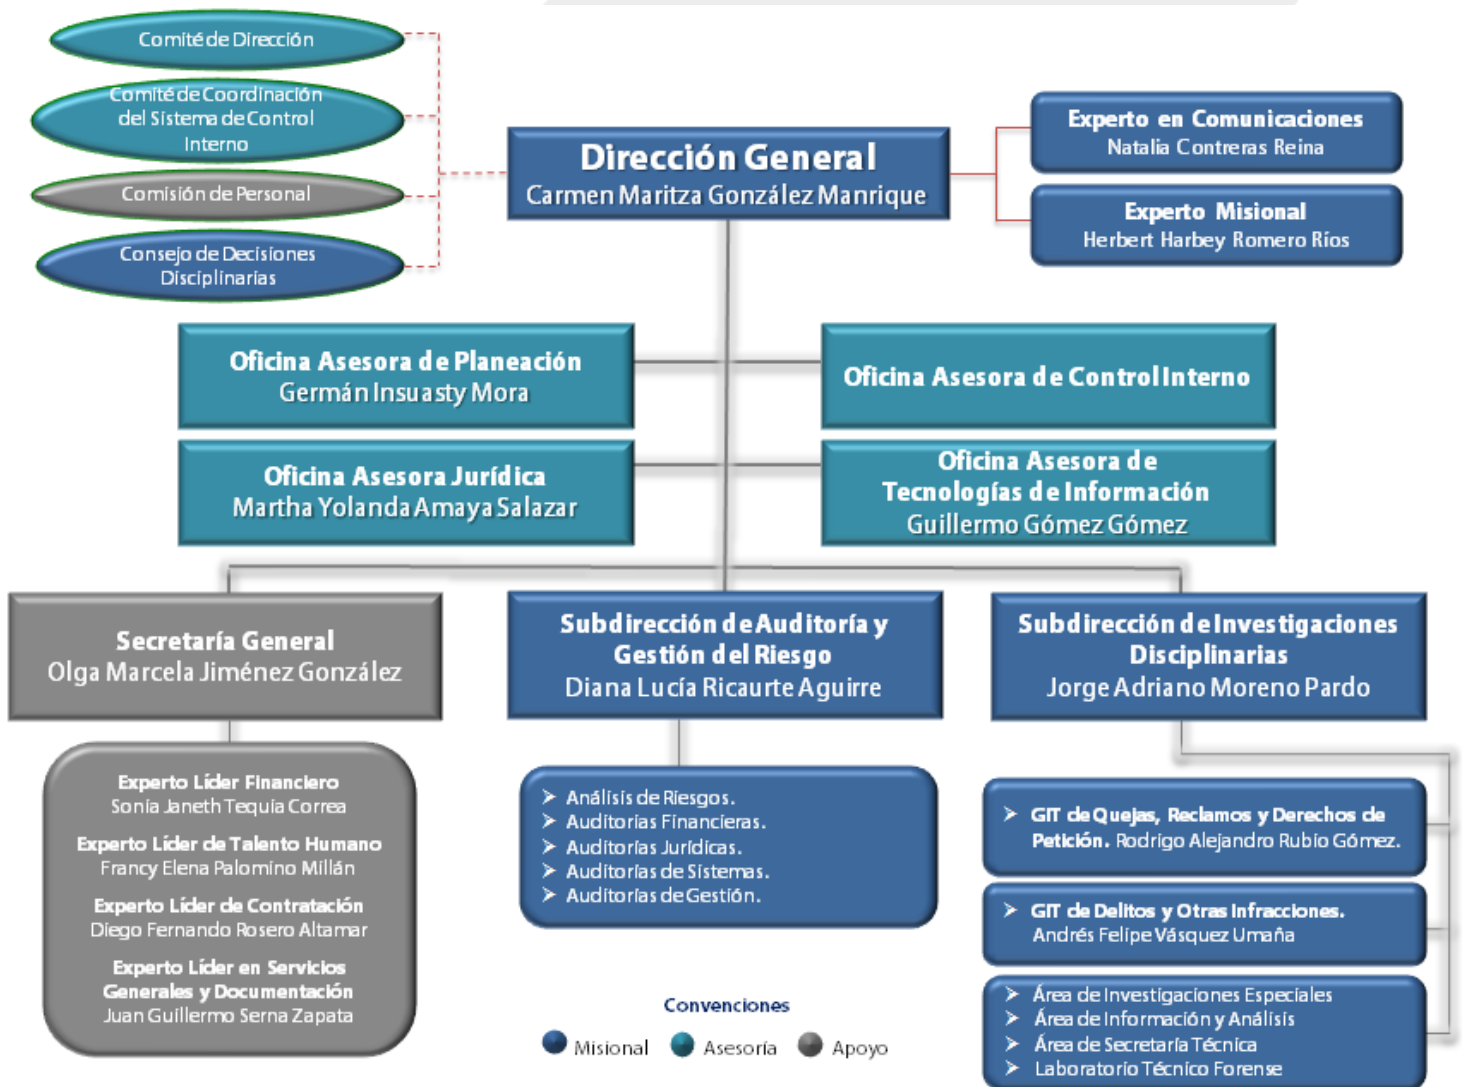 Comité de Dirección
Comité de Coordinación
del Sistema de Control
Interno
Comisión de Personal
Consejo de Decisiones
Disciplinarias
Dirección General
Carmen Maritza González Manrique
Experto en Comunicaciones
Natalia Contreras Reina
Experto Misional
Herbert Harbey Romero Ríos
Oficina Asesora de Planeación
Germán Insuasty Mora
Oficina Asesora de Control Interno
Oficina Asesora Jurídica
Martha Yolanda Amaya Salazar
Oficina Asesora de
Tecnologías de Información
Guillermo Gómez Gómez
Secretaría General
Olga Marcela Jiménez González
Subdirección de Auditoría y
Gestión del Riesgo
Diana Lucía Ricaurte Aguirre
Subdirección de Investigaciones
Disciplinarias
Jorge Adriano Moreno Pardo
Experto Líder Financiero
Sonia Janeth Tequia Correa
Experto Líder de Talento Humano
Francy Elena Palomino Millán
Experto Líder de Contratación
Diego Fernando Rosero Altamar
Experto Líder en Servicios
Generales y Documentación
Juan Guillermo Serna Zapata
➢ Análisis de Riesgos.
➢ Auditorías Financieras.
➢ Auditorías Jurídicas.
➢ Auditorías de Sistemas.
➢ Auditorías de Gestión.
➢ GIT de Quejas, Reclamos y Derechos de
Petición. Rodrigo Alejandro Rubio Gómez.
➢ GIT de Delitos y Otras Infracciones.
Andrés Felipe Vásquez Umaña
➢ Área de Investigaciones Especiales
➢ Área de Información y Análisis
➢ Área de Secretaría Técnica
➢ Laboratorio Técnico Forense
Convenciones
Misional Asesoría Apoyo